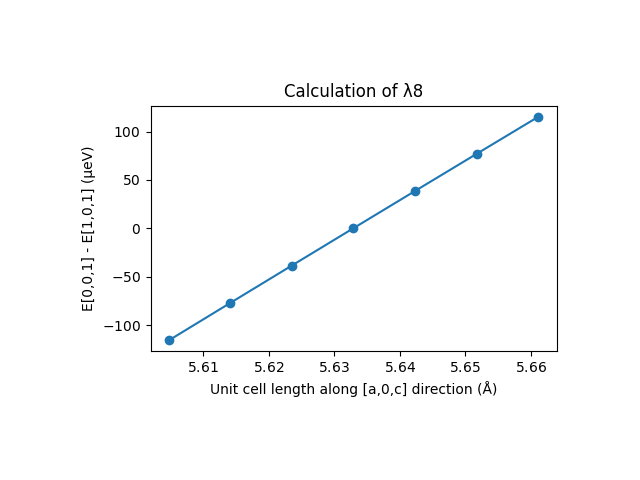 Calculation of λ8
E[0,0,1] - E[1,0,1] (μeV)
100
50
0
−50
−100
5.61 5.62 5.63 5.64 5.65 5.66
Unit cell length along [a,0,c] direction (Å)